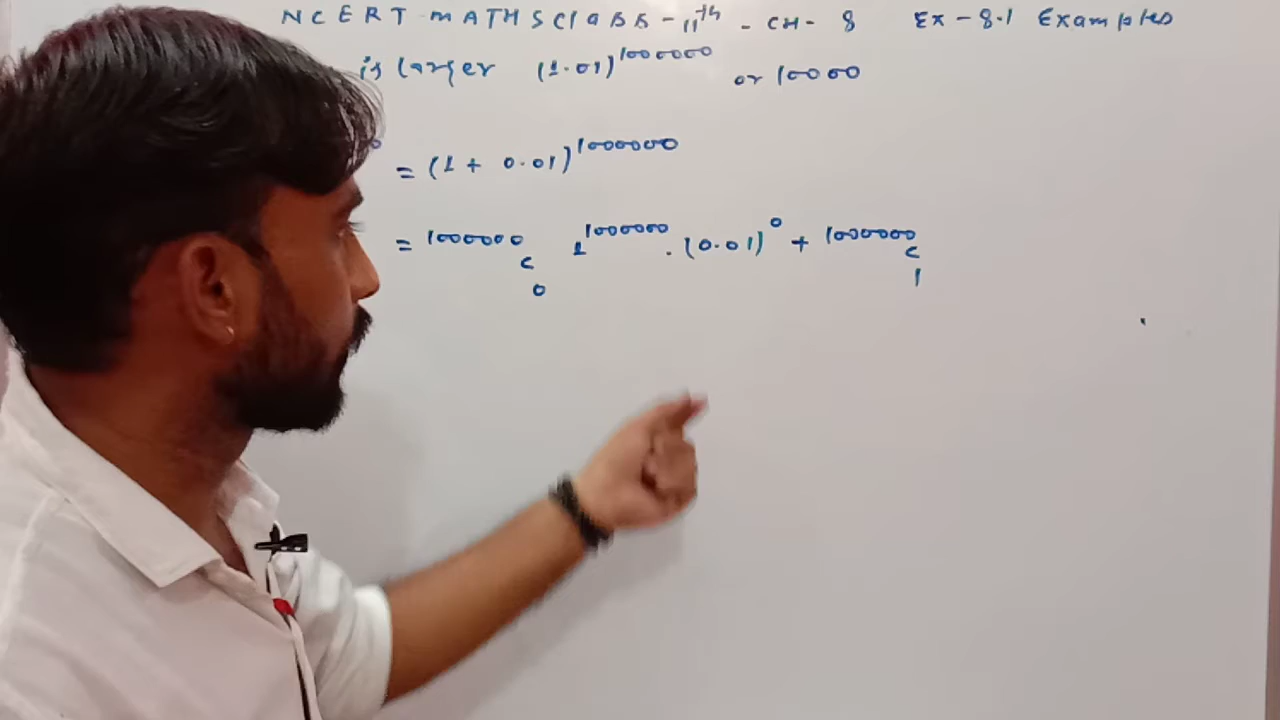 NCERT MATHS Class - 11th - CH - 8 Ex - 8.1 Examples
is larger (1.01)^1000000 or 10000
= (1 + 0.01)^1000000
= 1000000 C 0 1^1000000 . (0.01)^0 + 1000000 C 1